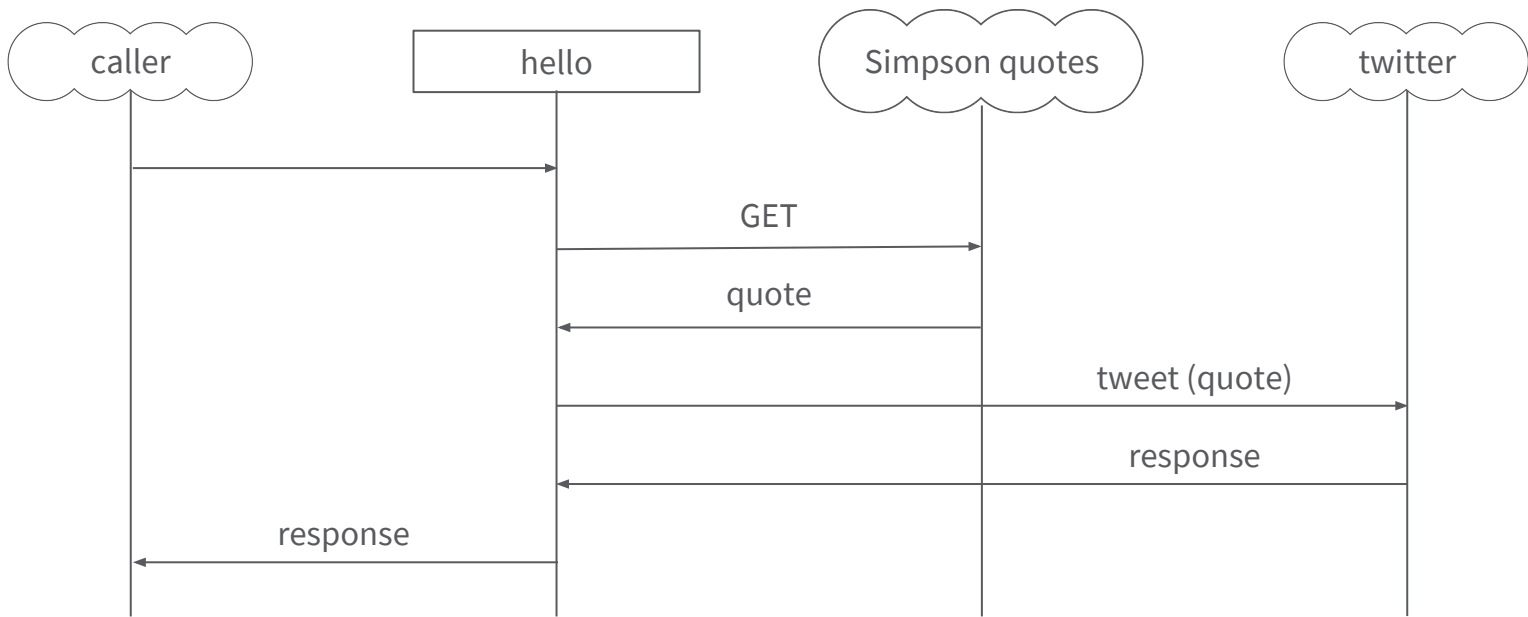 caller
hello
Simpson quotes
twitter
GET
quote
tweet (quote)
response
response